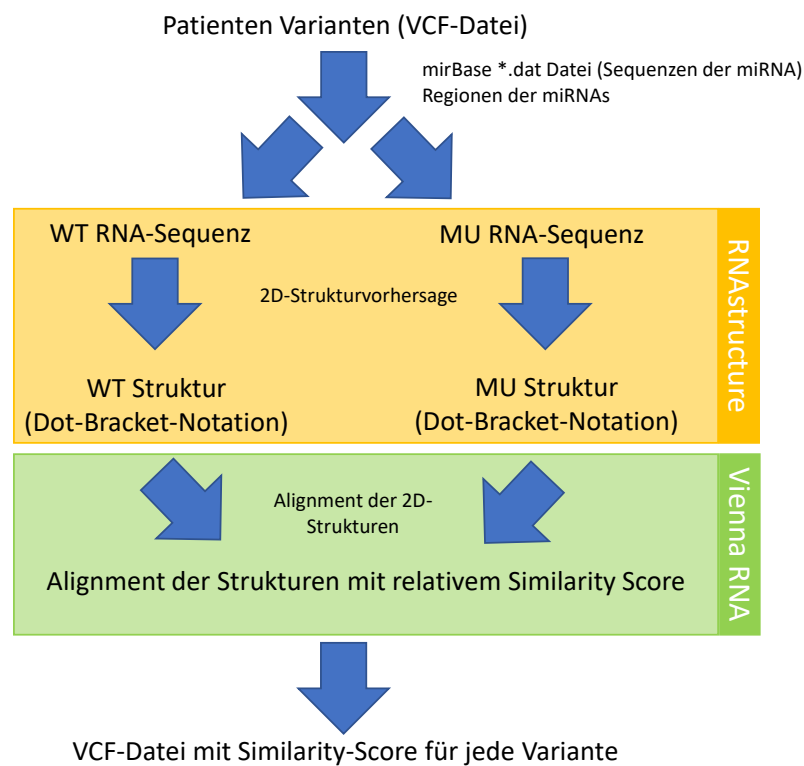 Patienten Varianten (VCF-Datei)
mirBase *.dat Datei (Sequenzen der miRNA)
Regionen der miRNAs
WT RNA-Sequenz
MU RNA-Sequenz
2D-Strukturvorhersage
WT Struktur
(Dot-Bracket-Notation)
MU Struktur
(Dot-Bracket-Notation)
RNAstructure
Alignment der 2D-
Strukturen
Alignment der Strukturen mit relativem Similarity Score
Vienna RNA
VCF-Datei mit Similarity-Score für jede Variante